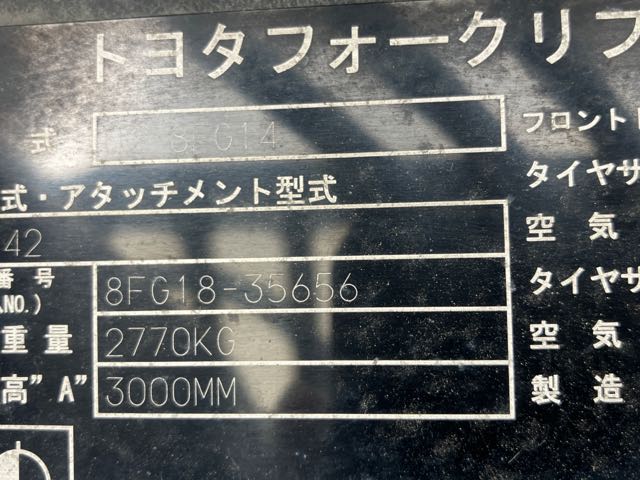 トヨタフォークリフ
式 8FG14
フロント
式・アタッチメント型式
タイヤサ
42
空気
番号
8FG18-35656
タイヤサ
NO.)
重量 2770KG
空気
高"A" 3000MM
製造